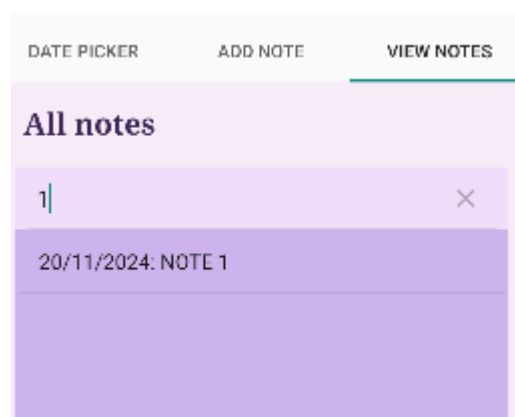 DATE PICKER ADD NOTE VIEW NOTES
All notes
1
20/11/2024: NOTE 1